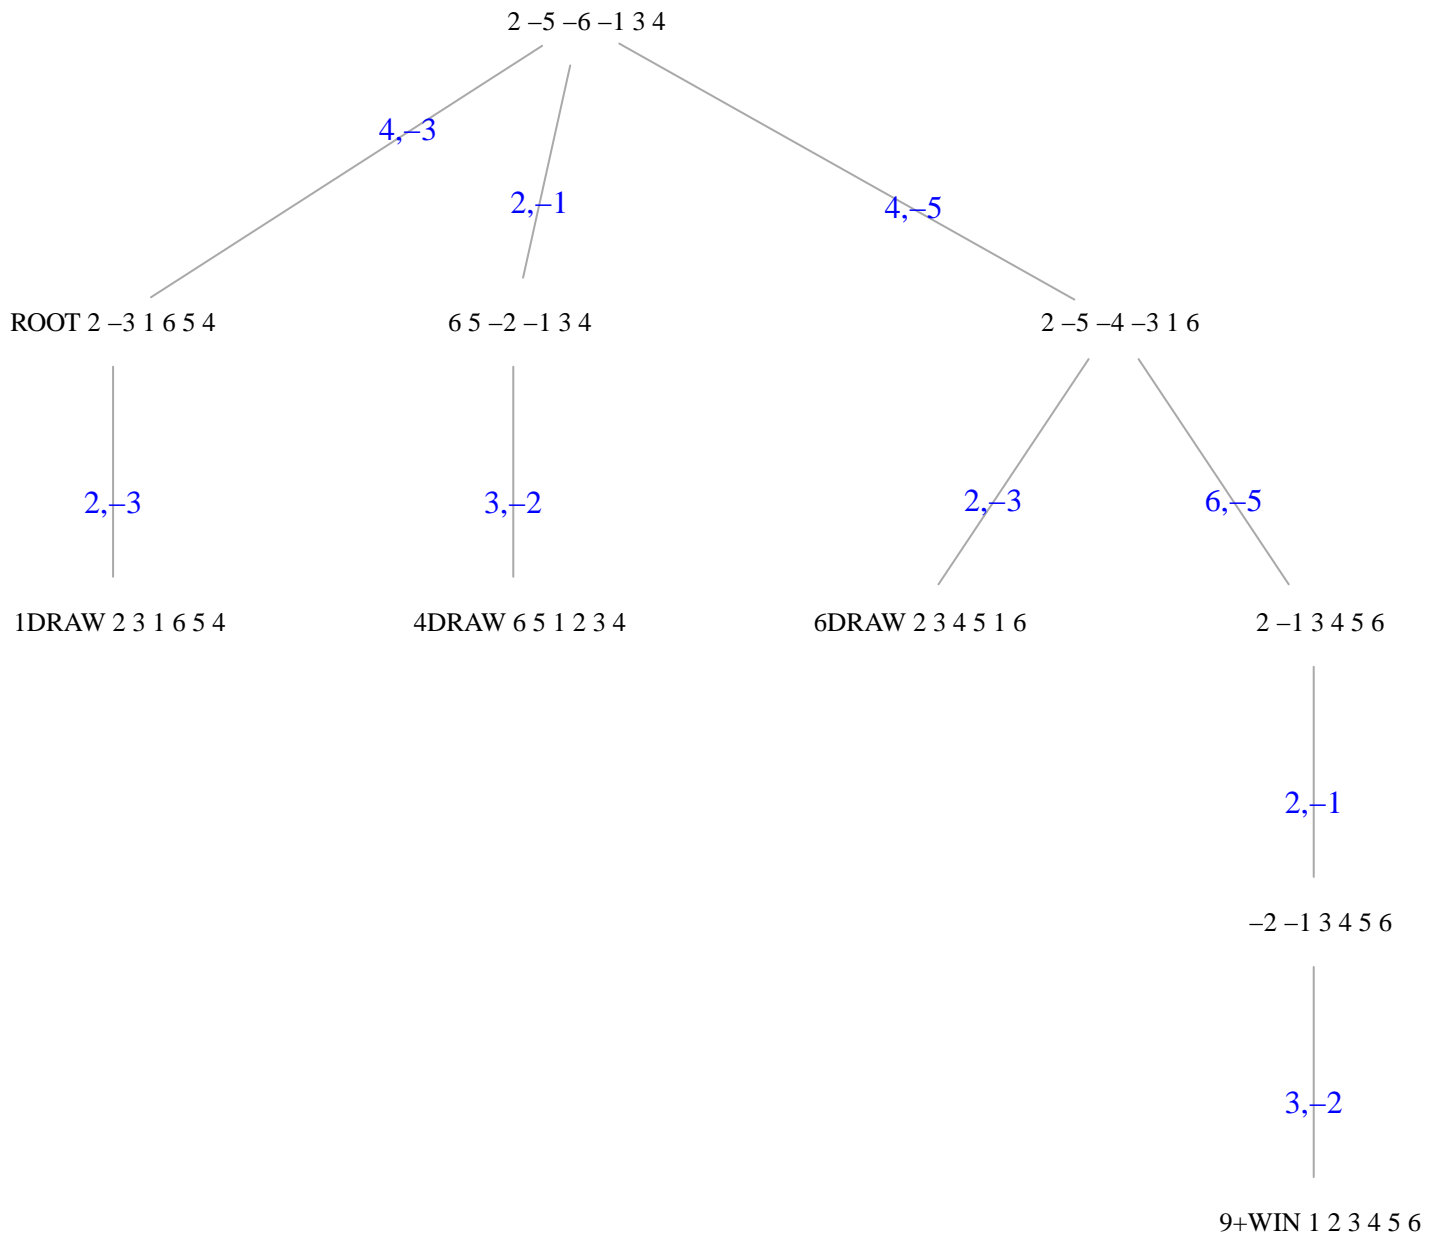 2 –5 –6 –1 3 4
4,–3
2,–1
4,–5
ROOT 2 –3 1 6 5 4
6 5 –2 –1 3 4
2 –5 –4 –3 1 6
2,–3
3,–2
2,–3
6,–5
1DRAW 2 3 1 6 5 4
4DRAW 6 5 1 2 3 4
6DRAW 2 3 4 5 1 6
2 –1 3 4 5 6
2,–1
–2 –1 3 4 5 6
3,–2
9+WIN 1 2 3 4 5 6